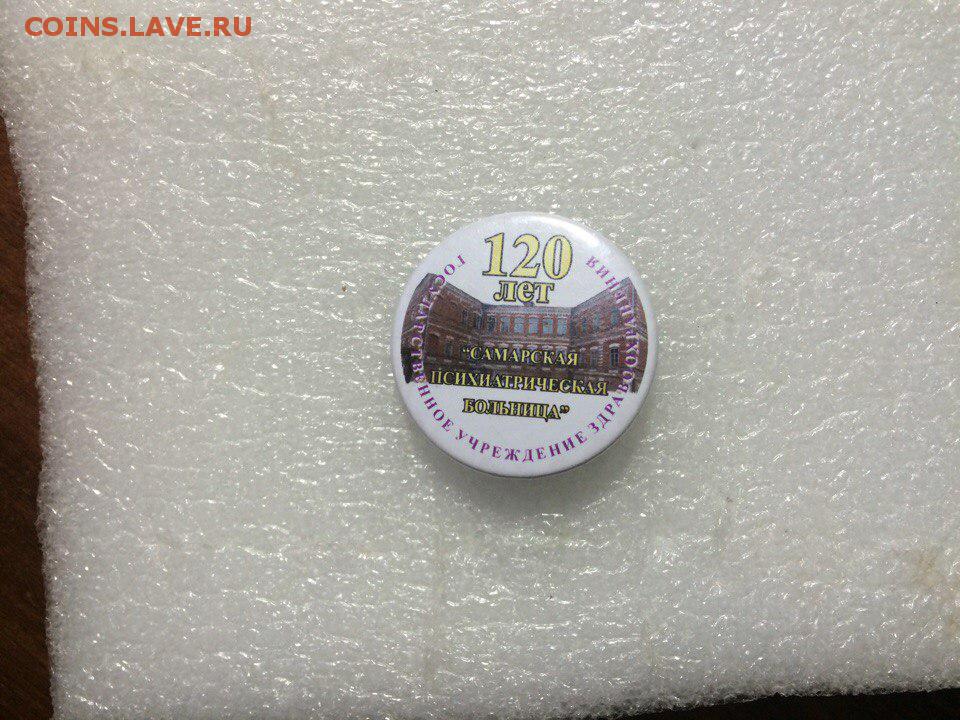 COINS.LAVE.RU
120
лет
"САМАРСКАЯ
ПСИХИАТРИЧЕСКАЯ
БОЛЬНИЦА"
ГОСУДАРСТВЕННОЕ УЧРЕЖДЕНИЕ ЗДРАВООХРАНЕНИЯ